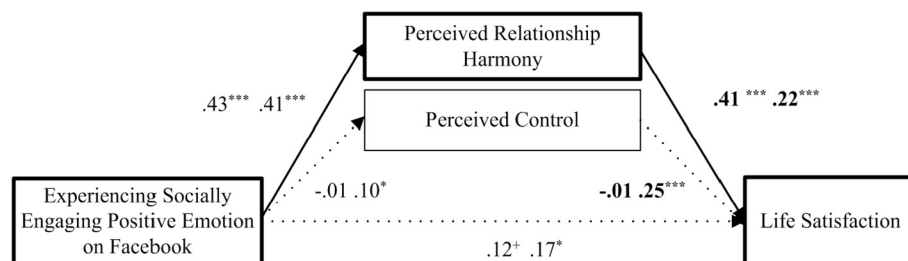 Perceived Relationship
Harmony
.43*** .41***
.41 *** .22***
Perceived Control
-.01 .10*
-.01 .25***
Experiencing Socially
Engaging Positive Emotion
on Facebook
Life Satisfaction
.12+ .17*